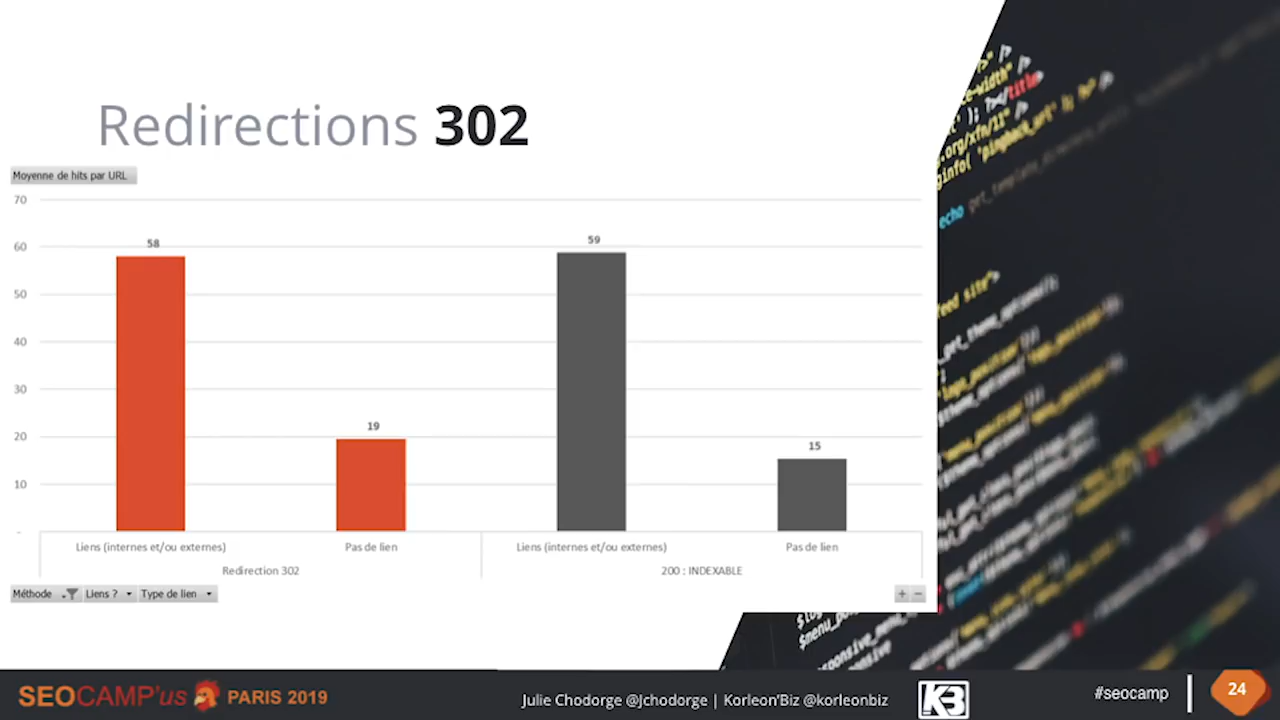 Redirections 302
Moyenne de hits par URL
70
60
50
40
30
20
10
-
58
19
59
15
Liens (internes et/ou externes)
Pas de lien
Liens (internes et/ou externes)
Pas de lien
Redirection 302
200 : INDEXABLE
Méthode
Liens ?
Type de lien
+ −
SEOCAMP'us PARIS 2019
Julie Chodorge @Jchodorge | Korleon'Biz @korleonbiz
K3
#seocamp
24
echo